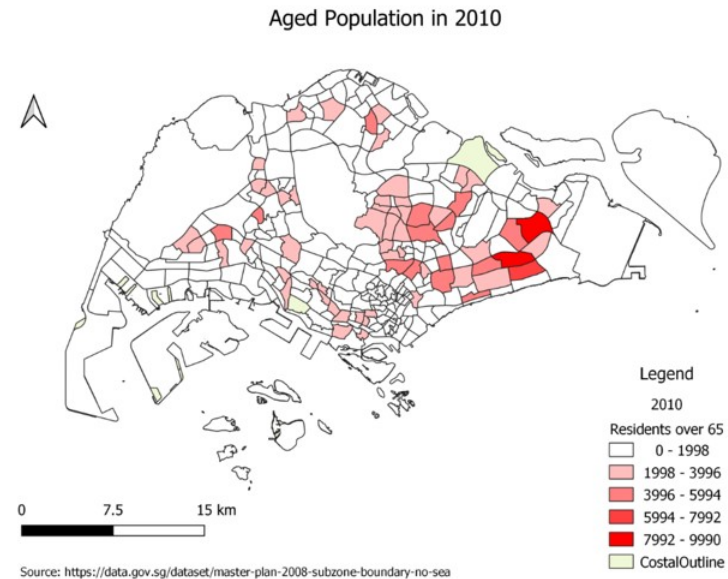 Aged Population in 2010
Legend
2010
Residents over 65
0 - 1998
1998 - 3996
3996 - 5994
5994 - 7992
7992 - 9990
CostalOutline
0 7.5 15 km
Source: https://data.gov.sg/dataset/master-plan-2008-subzone-boundary-no-sea